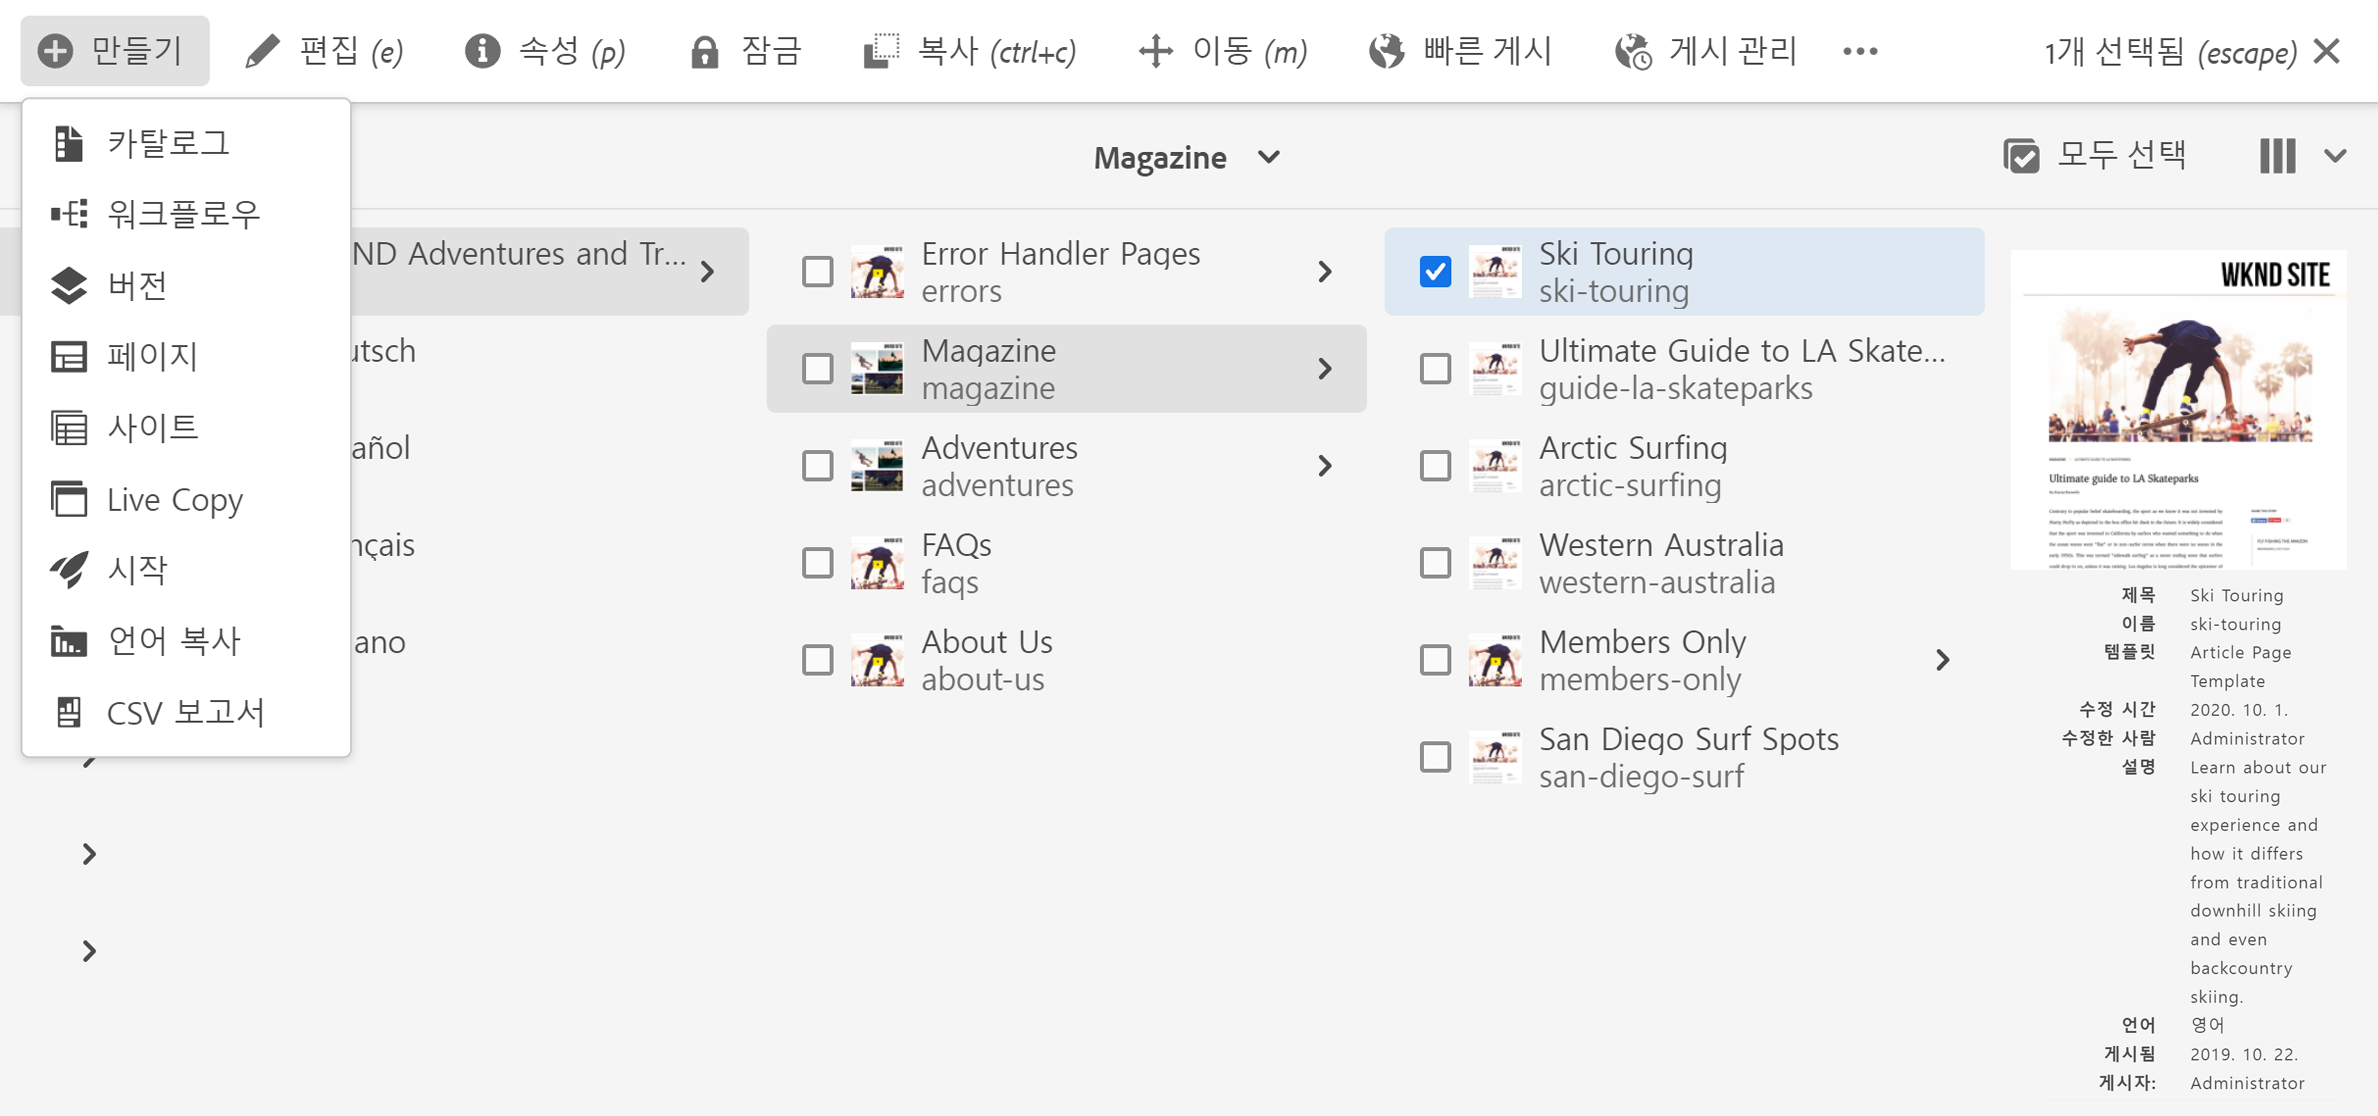 만들기
편집 (e)
속성 (p)
잠금
복사 (ctrl+c)
이동 (m)
빠른 게시
게시 관리
1개 선택됨 (escape)
카탈로그
워크플로우
버전
페이지
사이트
Live Copy
시작
언어 복사
CSV 보고서
Magazine
모두 선택
ND Adventures and Tr...
utsch
añol
nçais
ano
Error Handler Pages
errors
Magazine
magazine
Adventures
adventures
FAQs
faqs
About Us
about-us
Ski Touring
ski-touring
Ultimate Guide to LA Skate...
guide-la-skateparks
Arctic Surfing
arctic-surfing
Western Australia
western-australia
Members Only
members-only
San Diego Surf Spots
san-diego-surf
WKND SITE
Ultimate guide to LA Skateparks
제목 Ski Touring
이름 ski-touring
템플릿 Article Page
Template
수정 시간 2020. 10. 1.
수정한 사람 Administrator
설명 Learn about our
ski touring
experience and
how it differs
from traditional
downhill skiing
and even
backcountry
skiing.
언어 영어
게시됨 2019. 10. 22.
게시자: Administrator